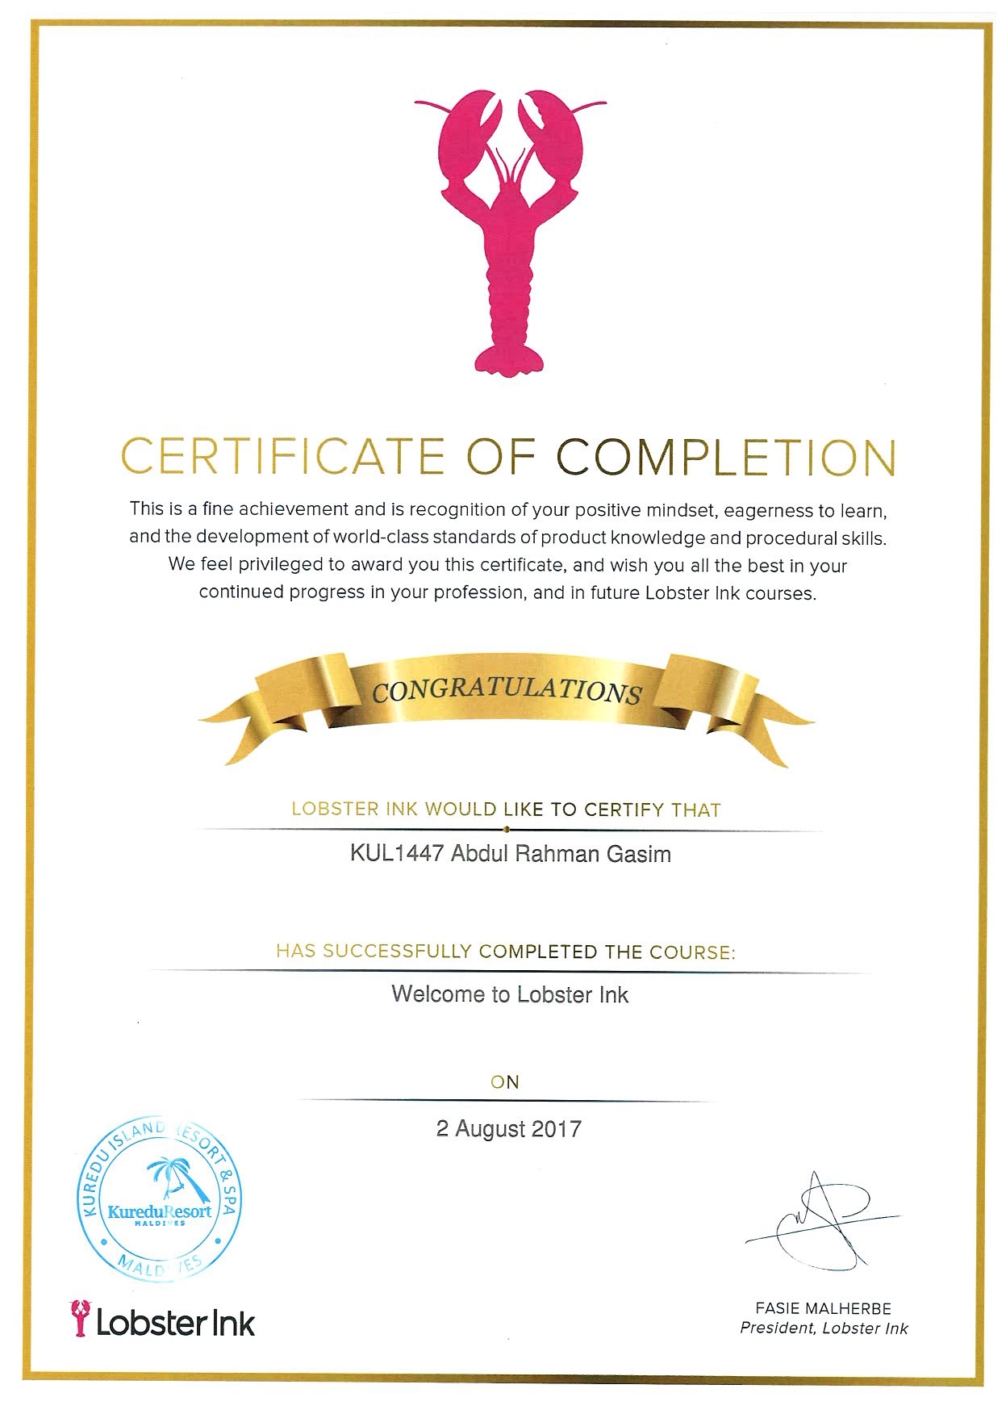 CERTIFICATE OF COMPLETION
This is a fine achievement and is recognition of your positive mindset, eagerness to learn,
and the development of world-class standards of product knowledge and procedural skills.
We feel privileged to award you this certificate, and wish you all the best in your
continued progress in your profession, and in future Lobster Ink courses.
CONGRATULATIONS
LOBSTER INK WOULD LIKE TO CERTIFY THAT
KUL1447 Abdul Rahman Gasim
HAS SUCCESSFULLY COMPLETED THE COURSE:
Welcome to Lobster Ink
ON
2 August 2017
KUREDU ISLAND RESORT & SPA
KureduResort
MALDIVES
MALDIVES
Lobster Ink
FASIE MALHERBE
President, Lobster Ink